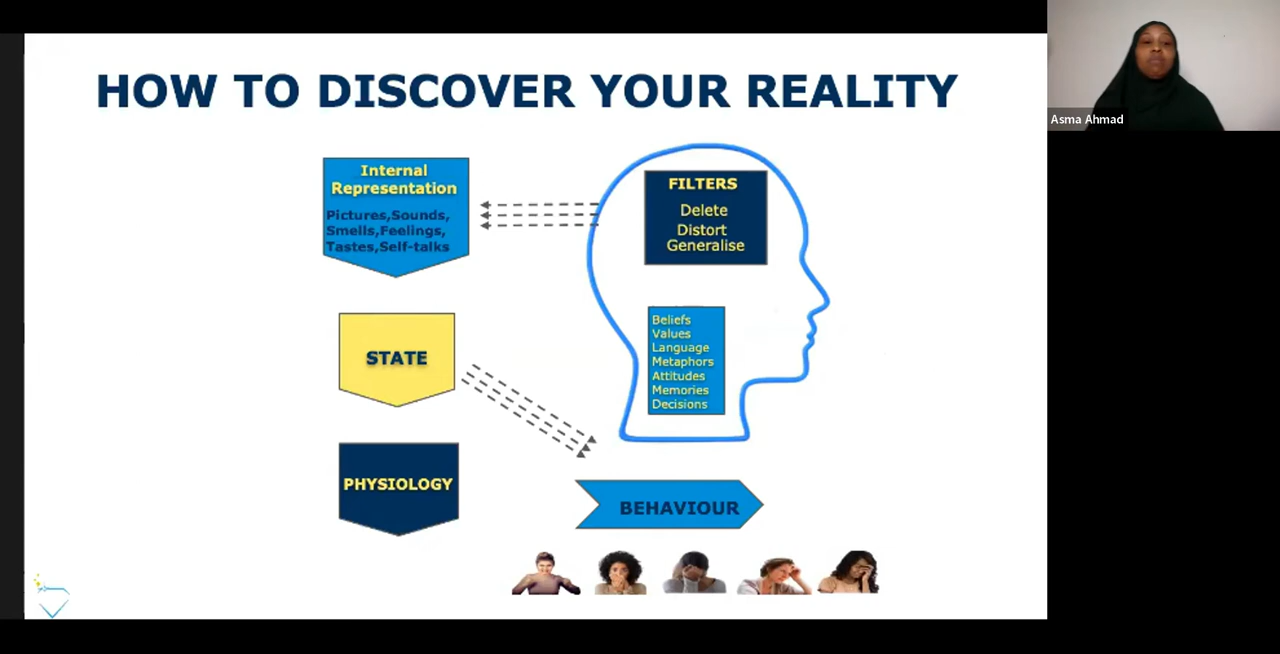 HOW TO DISCOVER YOUR REALITY
Asma Ahmad
Internal
Representation
Pictures,Sounds,
Smells,Feelings,
Tastes,Self-talks
FILTERS
Delete
Distort
Generalise
Beliefs
Values
Language
Metaphors
Attitudes
Memories
Decisions
STATE
PHYSIOLOGY
BEHAVIOUR